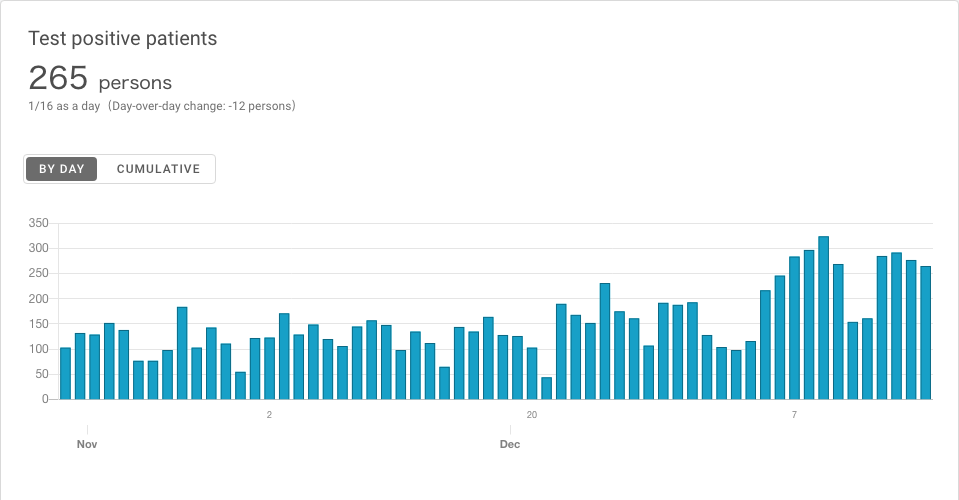 Test positive patients
265 persons
1/16 as a day（Day-over-day change: -12 persons）
BY DAY CUMULATIVE
350
300
250
200
150
100
50
0
2 20 7
Nov Dec